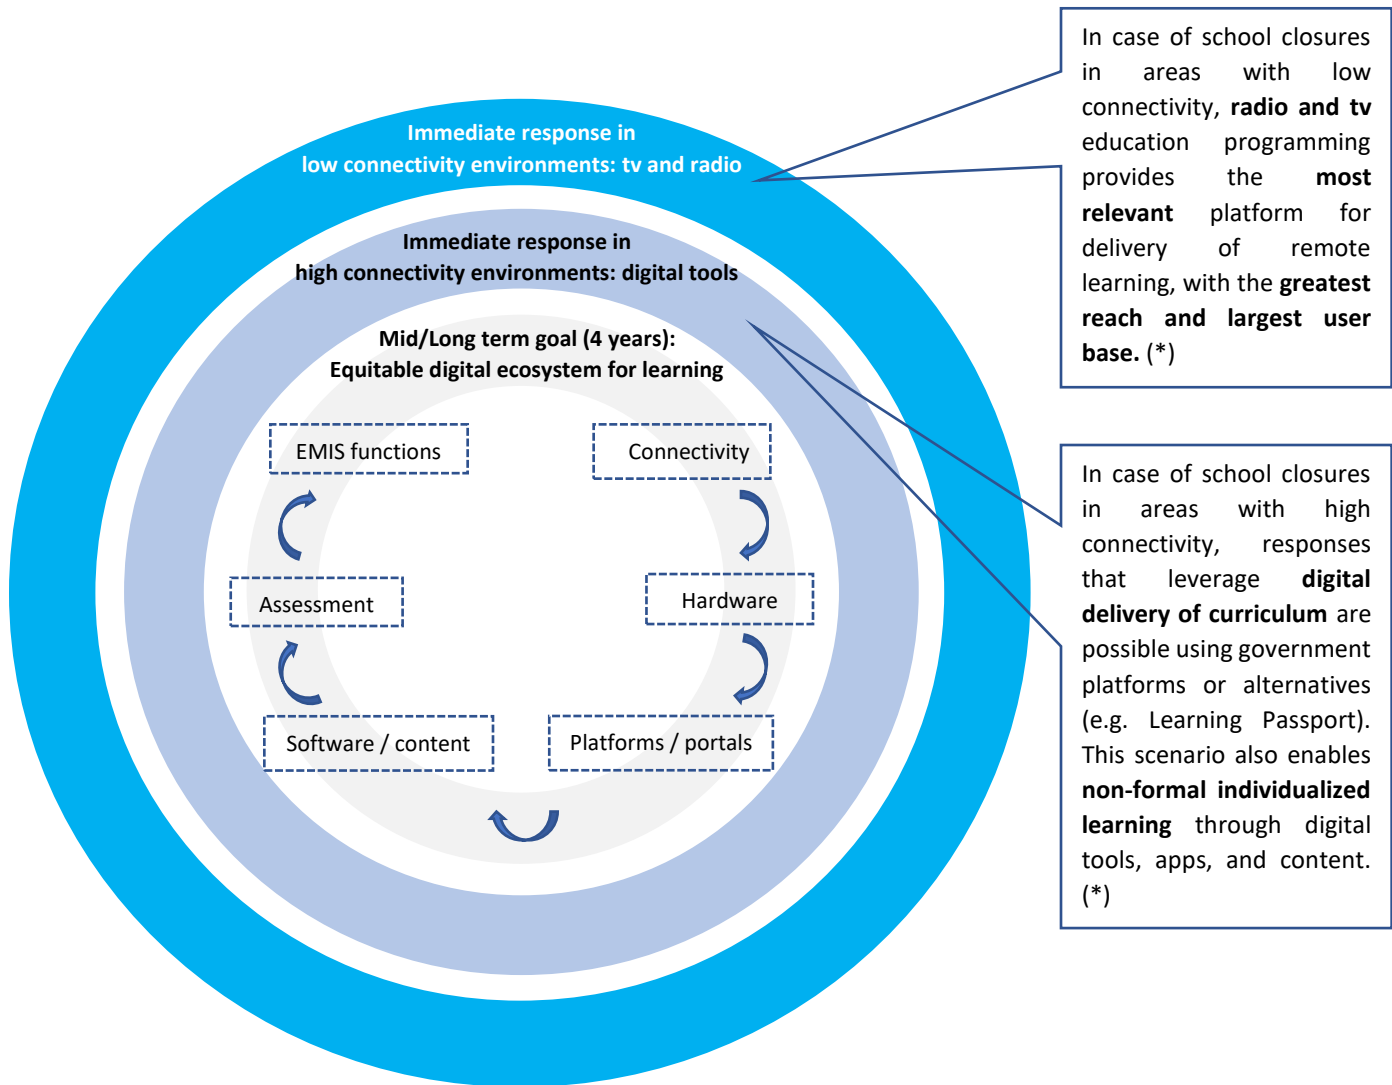 Immediate response in
low connectivity environments: tv and radio
Immediate response in
high connectivity environments: digital tools
Mid/Long term goal (4 years):
Equitable digital ecosystem for learning
EMIS functions
Connectivity
Assessment
Hardware
Software / content
Platforms / portals
In case of school closures
in areas with low
connectivity, radio and tv
education programming
provides the most
relevant platform for
delivery of remote
learning, with the greatest
reach and largest user
base. (*)
In case of school closures
in areas with high
connectivity, responses
that leverage digital
delivery of curriculum are
possible using government
platforms or alternatives
(e.g. Learning Passport).
This scenario also enables
non-formal individualized
learning through digital
tools, apps, and content.
(*)